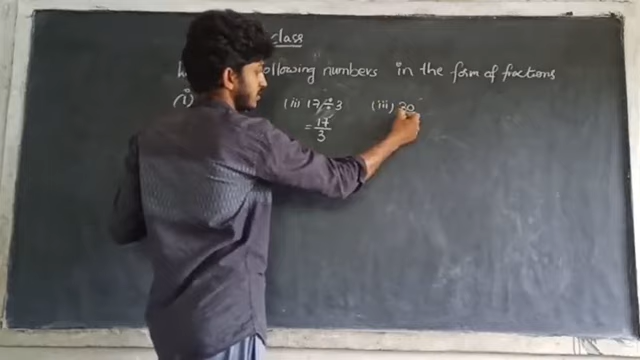 class
following numbers in the form of fractions
(i) (ii) 17 ÷ 3 (iii) 20
= 17/3